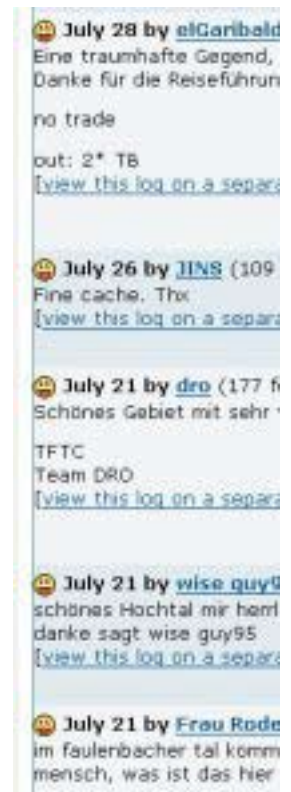 July 28 by elGaribald
Eine traumhafte Gegend,
Danke für die Reiseführun
no trade
out: 2* TB
[view this log on a separa
July 26 by JINS (109
Fine cache. Thx
[view this log on a separa
July 21 by dro (177 f
Schönes Gebiet mit sehr
TFTC
Team DRO
[view this log on a separa
July 21 by wise guy9
schönes Hochtal mir herrl
danke sagt wise guy95
[view this log on a separa
July 21 by Frau Rode
im faulenbacher tal komm
mensch, was ist das hier